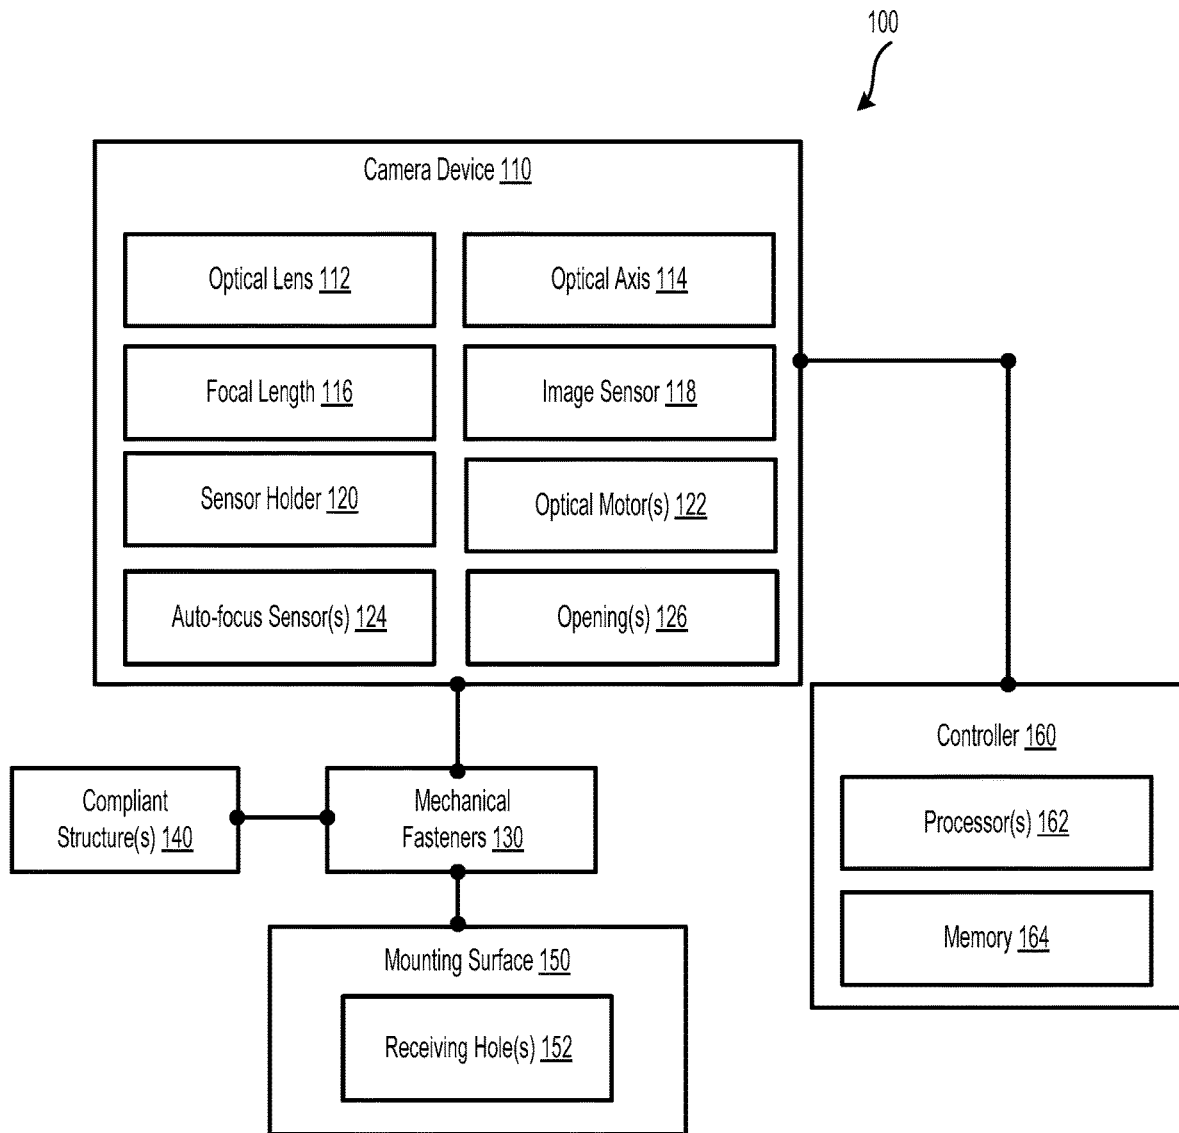 100
Camera Device 110
Optical Lens 112
Optical Axis 114
Focal Length 116
Image Sensor 118
Sensor Holder 120
Optical Motor(s) 122
Auto-focus Sensor(s) 124
Opening(s) 126
Controller 160
Processor(s) 162
Memory 164
Compliant
Structure(s) 140
Mechanical
Fasteners 130
Mounting Surface 150
Receiving Hole(s) 152